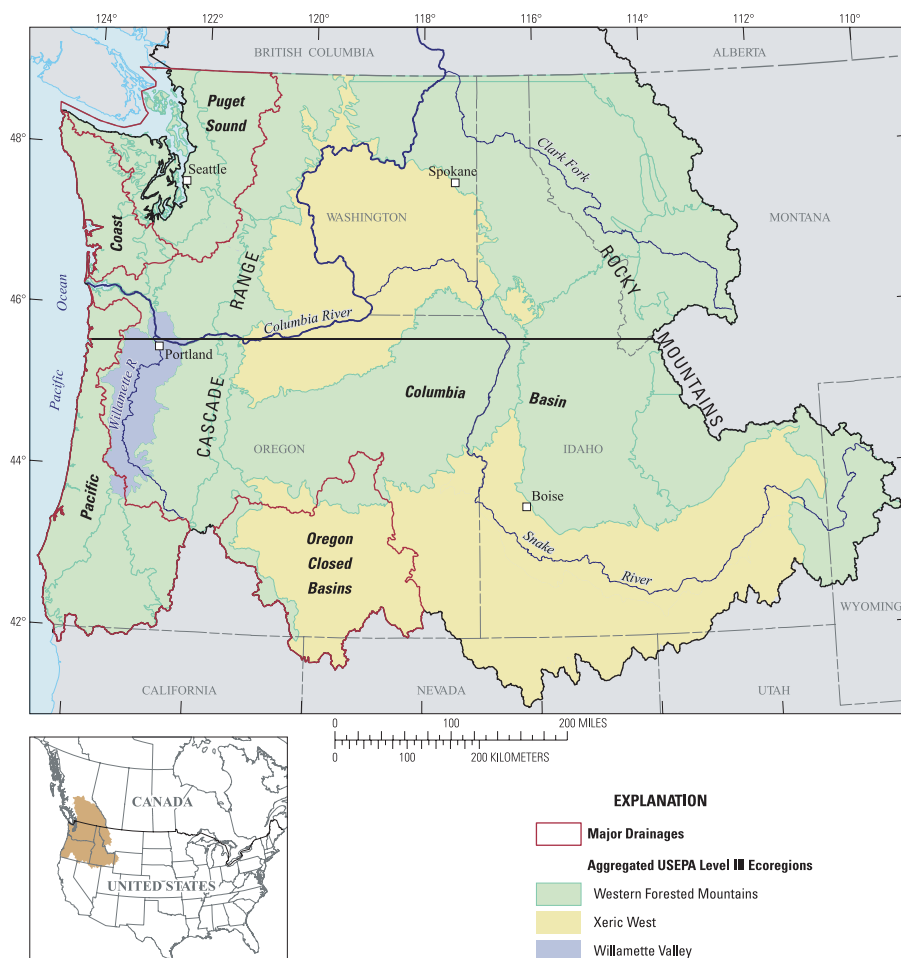 124°
122°
120°
118°
116°
114°
112°
110°
BRITISH COLUMBIA
ALBERTA
48°
46°
44°
42°
Puget
Sound
Seattle
Spokane
Clark Fork
WASHINGTON
MONTANA
Coast
RANGE
ROCKY
Ocean
Columbia River
Portland
MOUNTAINS
Pacific
Willamette R
CASCADE
Columbia
Basin
OREGON
IDAHO
Pacific
Boise
Oregon
Closed
Basins
Snake
River
WYOMING
CALIFORNIA
NEVADA
UTAH
0 100 200 MILES
0 100 200 KILOMETERS
CANADA
UNITED STATES
EXPLANATION
Major Drainages
Aggregated USEPA Level III Ecoregions
Western Forested Mountains
Xeric West
Willamette Valley